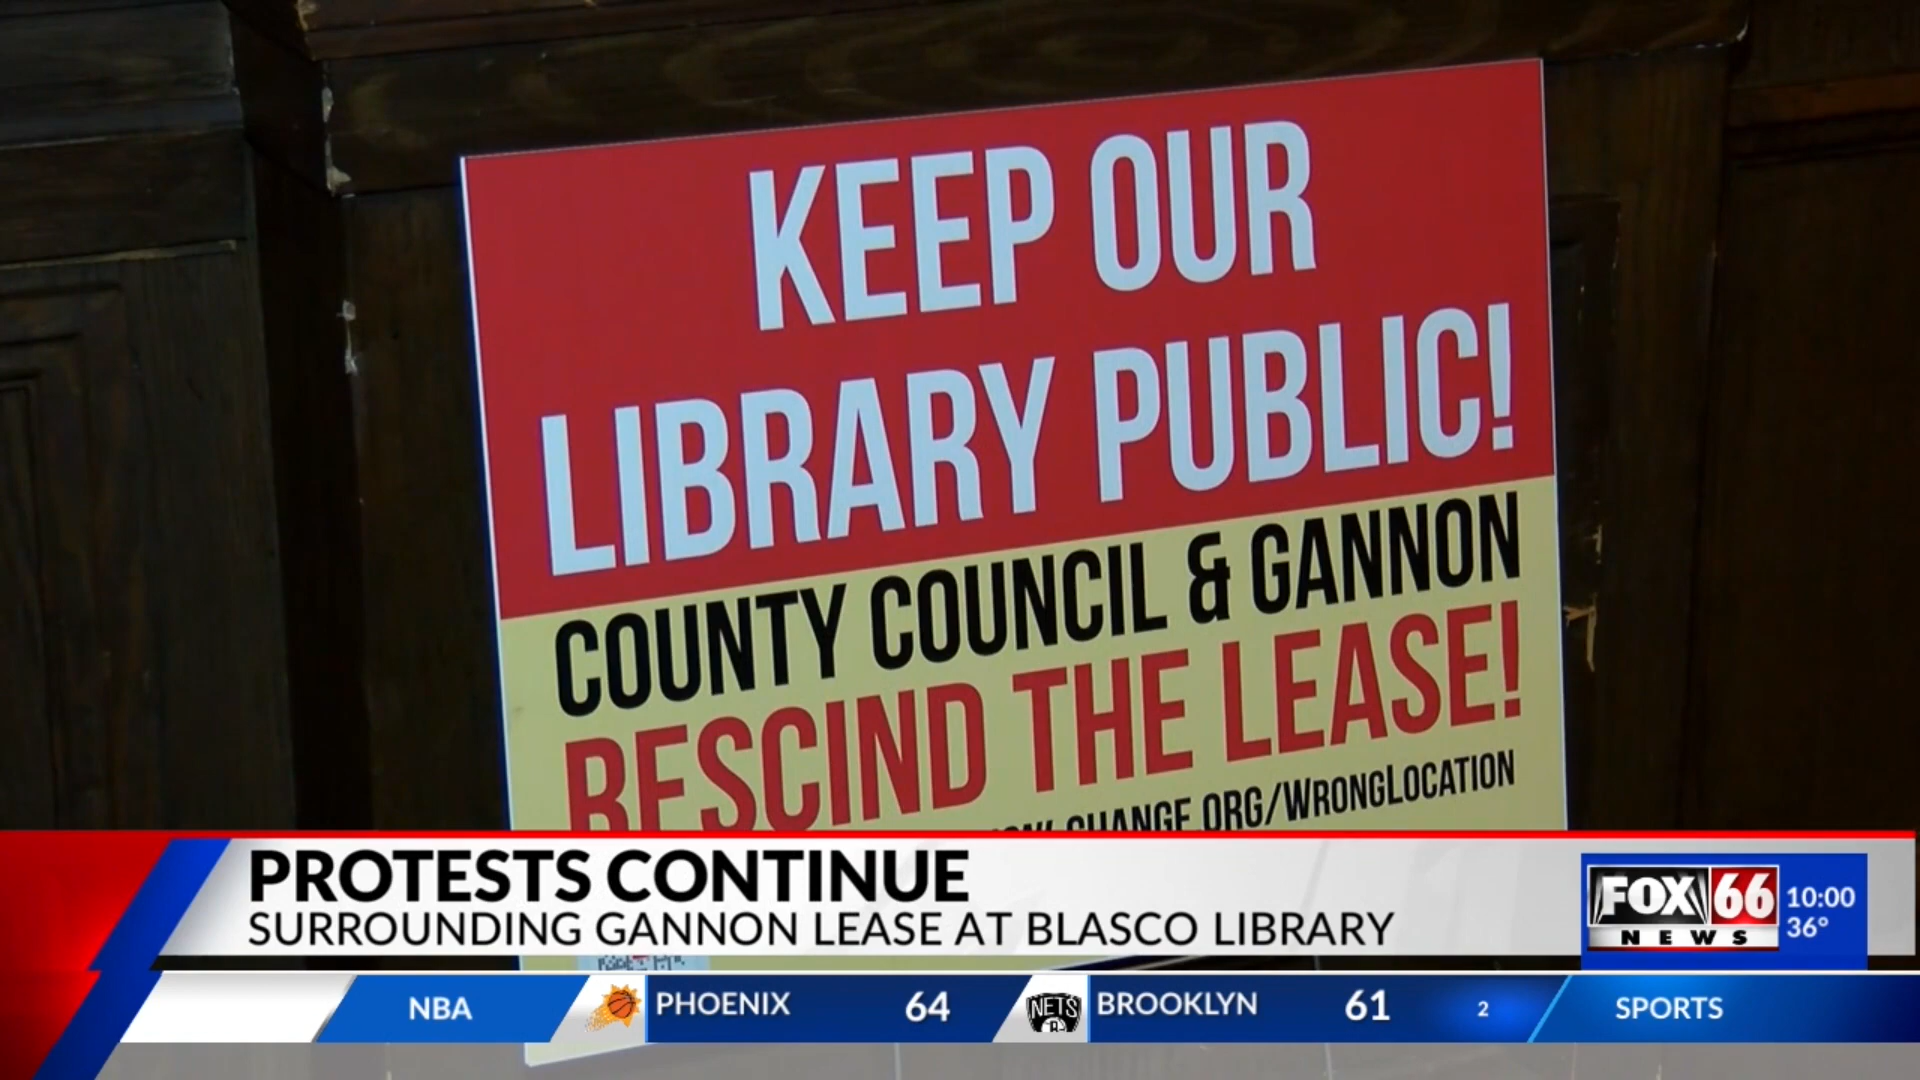 KEEP OUR
LIBRARY PUBLIC!
COUNTY COUNCIL & GANNON
RESCIND THE LEASE!
CHANGE.ORG/WRONGLOCATION
PROTESTS CONTINUE
SURROUNDING GANNON LEASE AT BLASCO LIBRARY
FOX 66
NEWS
10:00
36°
NBA
PHOENIX 64
NETS
B
BROOKLYN 61
2
SPORTS